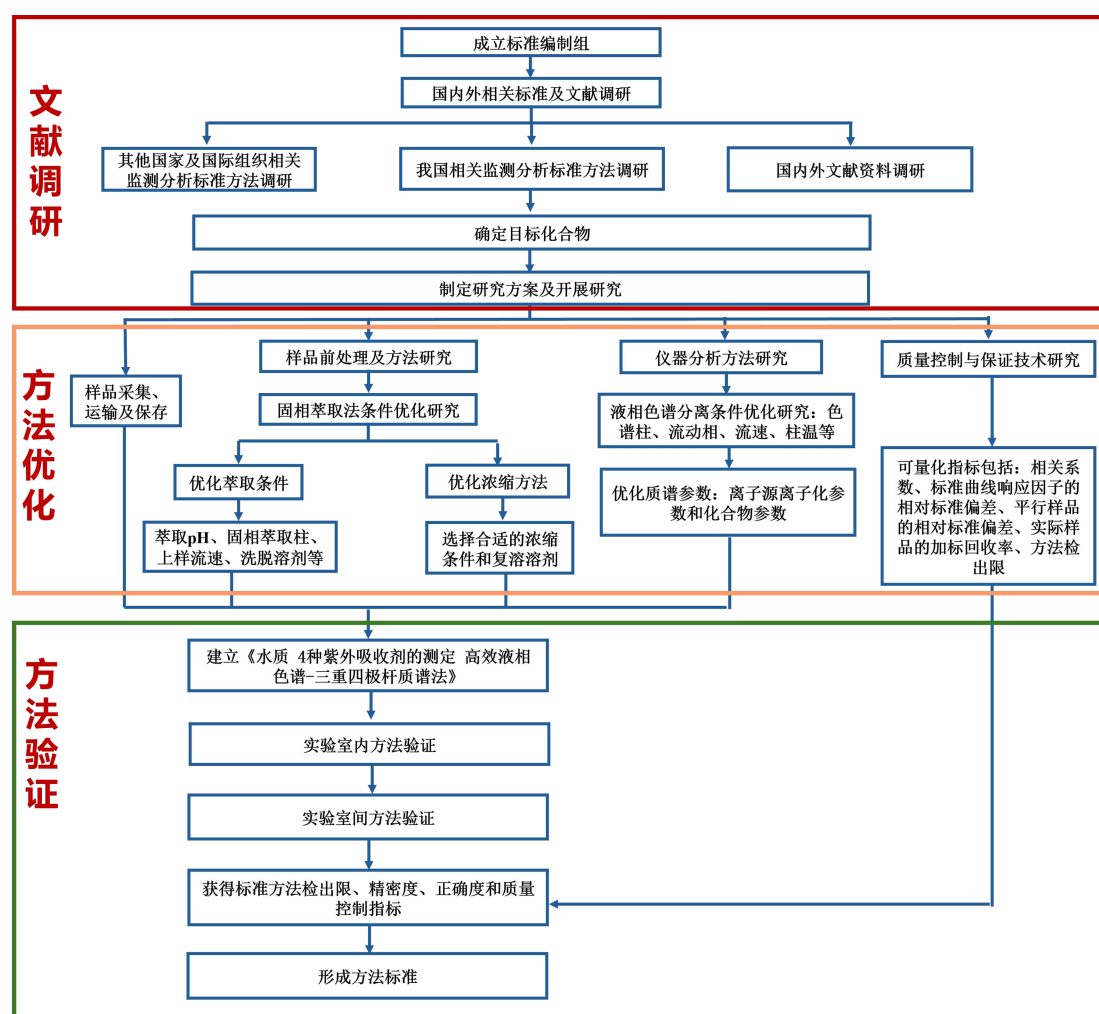 文献调研
成立标准编制组
国内外相关标准及文献调研
其他国家及国际组织相关
监测分析标准方法调研
我国相关监测分析标准方法调研
国内外文献资料调研
确定目标化合物
制定研究方案及开展研究
方法优化
样品采集、
运输及保存
样品前处理及方法研究
固相萃取法条件优化研究
优化萃取条件
萃取pH、固相萃取柱、
上样流速、洗脱溶剂等
优化浓缩方法
选择合适的浓缩
条件和复溶溶剂
仪器分析方法研究
液相色谱分离条件优化研究：色
谱柱、流动相、流速、柱温等
优化质谱参数：离子源离子化参
数和化合物参数
质量控制与保证技术研究
可量化指标包括：相关系
数、标准曲线响应因子的
相对标准偏差、平行样品
的相对标准偏差、实际样
品的加标回收率、方法检
出限
方法验证
建立《水质 4种紫外吸收剂的测定 高效液相
色谱-三重四极杆质谱法》
实验室内方法验证
实验室间方法验证
获得标准方法检出限、精密度、正确度和质量
控制指标
形成方法标准